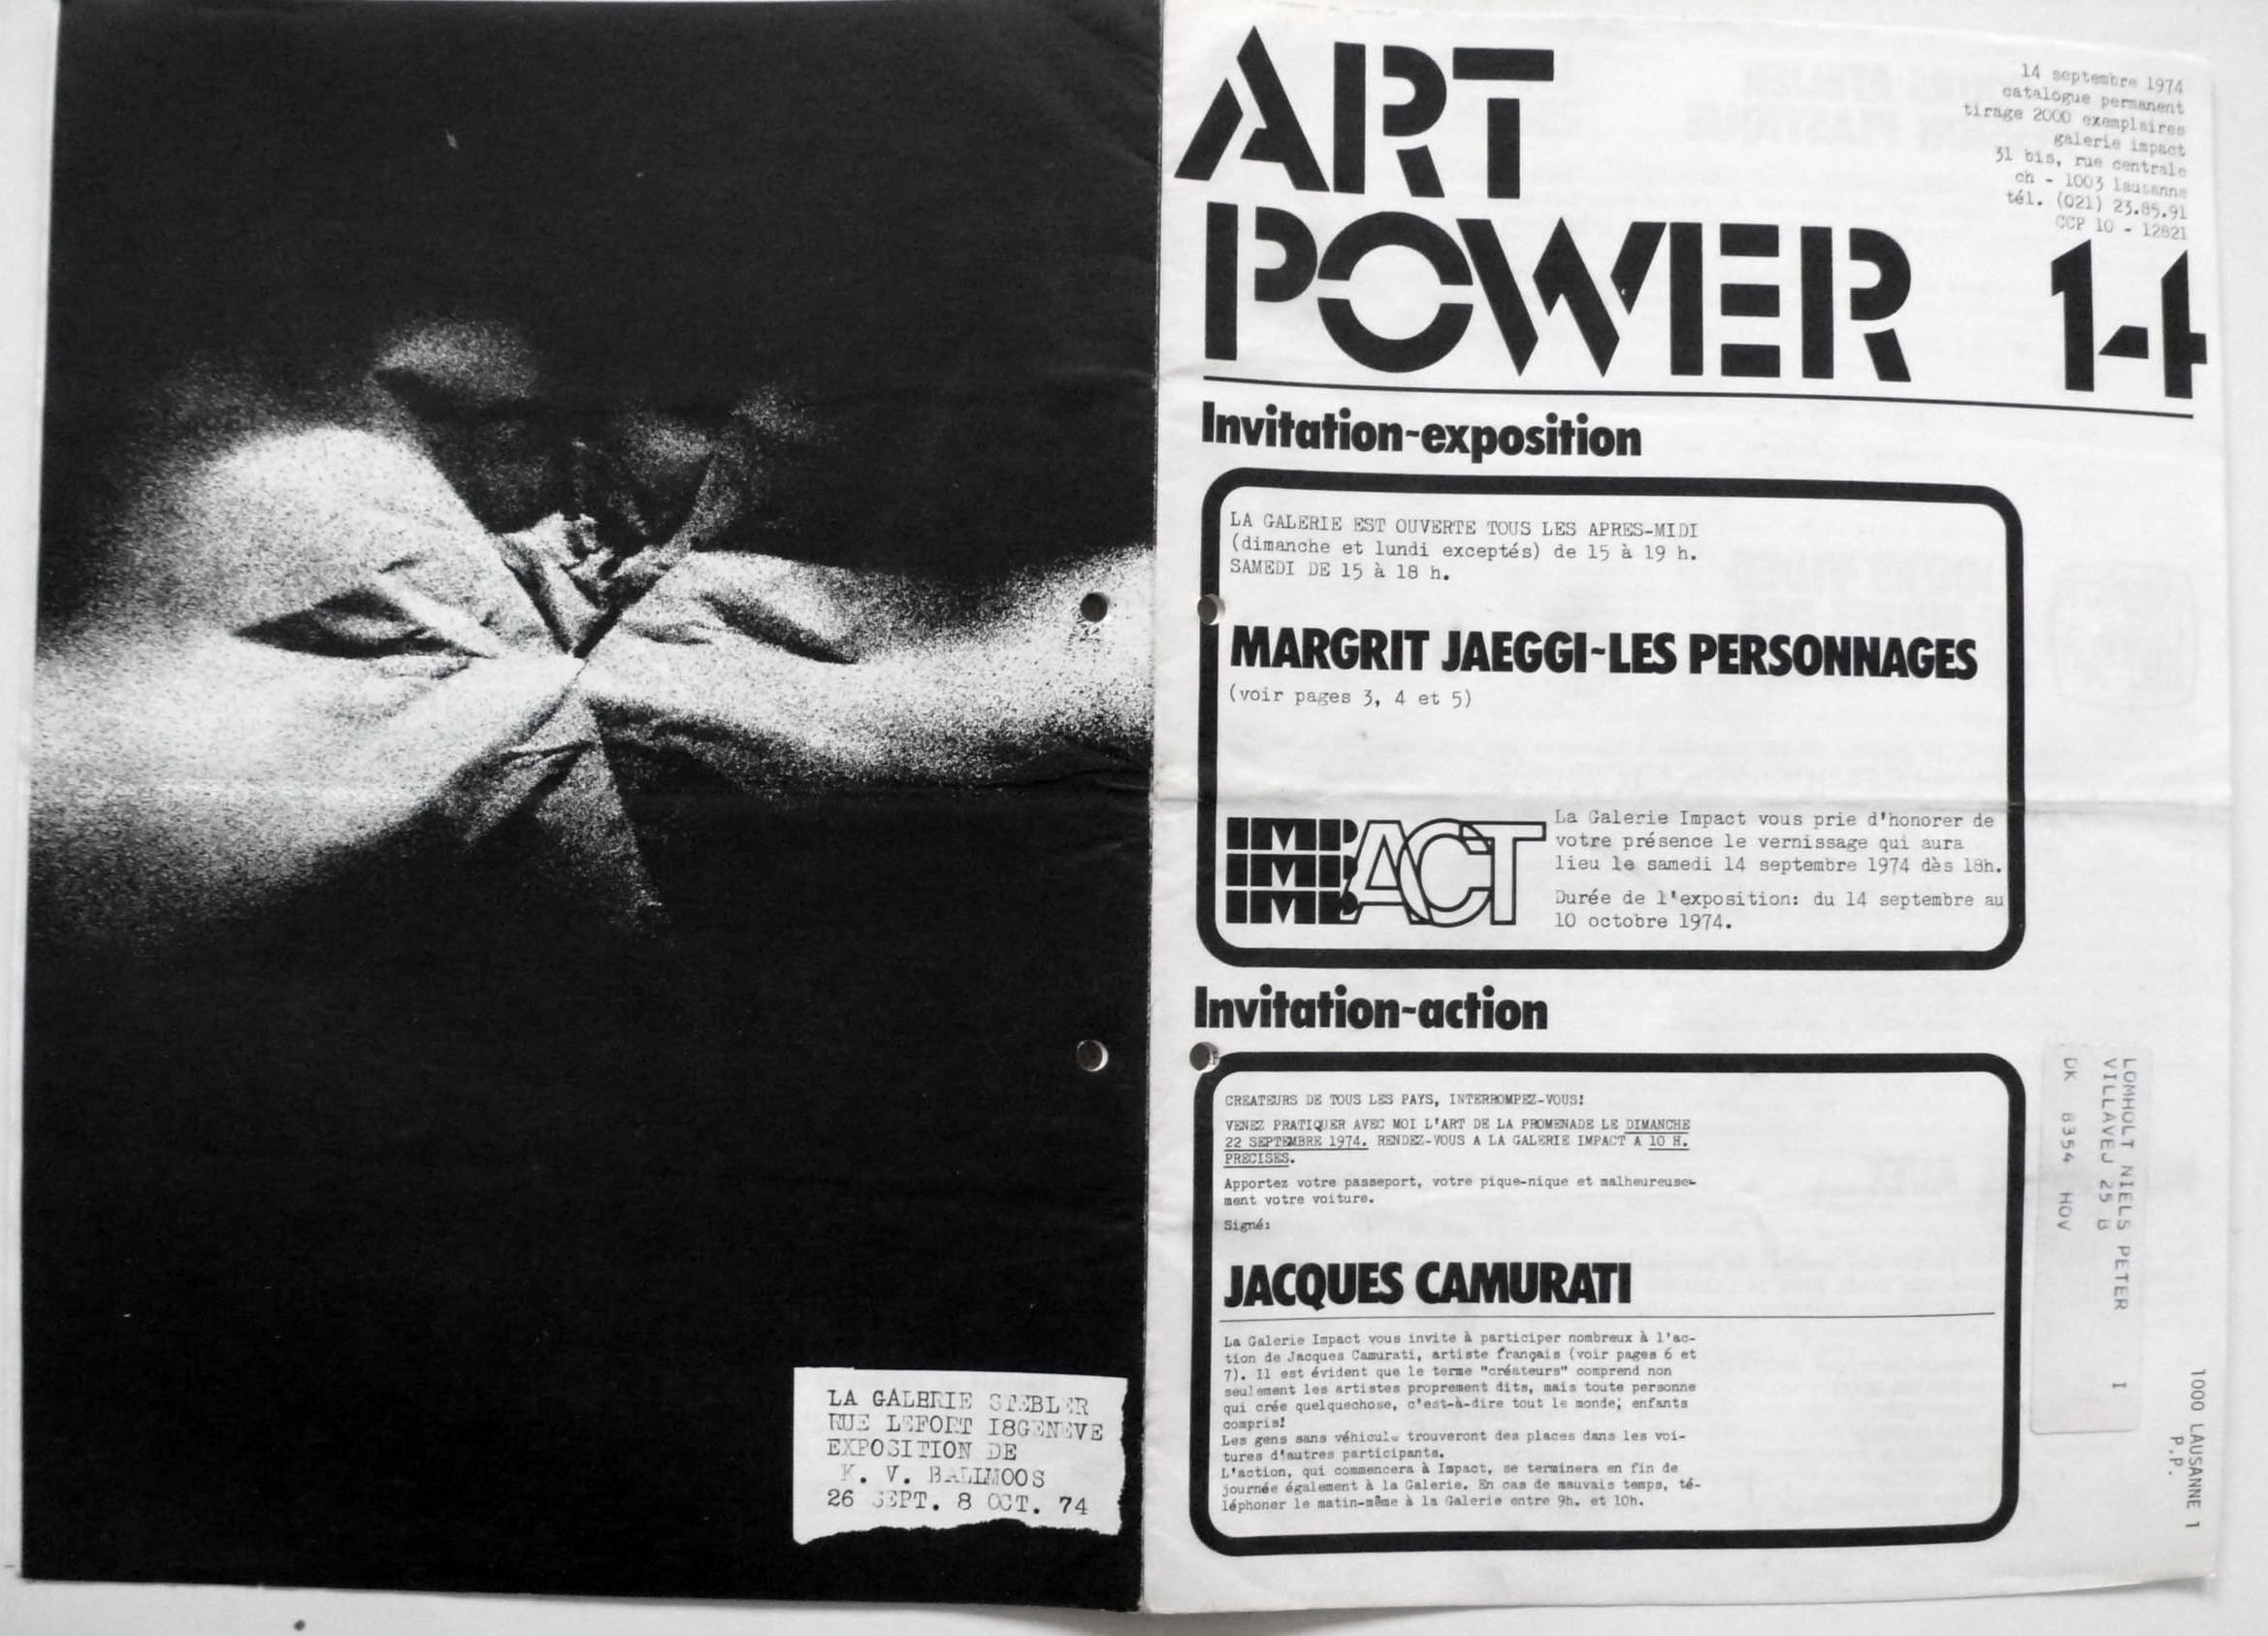 LA GALERIE STEBLER
RUE LEFORT I8GENEVE
EXPOSITION DE
V. BALLMOOS
26 SEPT. 8 OCT. 74
ART
POWER 14
14 septembre 1974
catalogue permanent
tirage 2000 exemplaires
galerie impact
31 bis, rue centrale
ch - 1003 lausanne
tél. (021) 23.85.91
CCP 10 - 12821
Invitation-exposition
LA GALERIE EST OUVERTE TOUS LES APRES-MIDI
(dimanche et lundi exceptés) de 15 à 19 h.
SAMEDI DE 15 à 18 h.
MARGRIT JAEGGI-LES PERSONNAGES
(voir pages 3, 4 et 5)
IMPACT
La Galerie Impact vous prie d'honorer de
votre présence le vernissage qui aura
lieu le samedi 14 septembre 1974 dès 18h.
Durée de l'exposition: du 14 septembre au
10 octobre 1974.
Invitation-action
CREATEURS DE TOUS LES PAYS, INTERROMPEZ-VOUS!
VENEZ PRATIQUER AVEC MOI L'ART DE LA PROMENADE LE DIMANCHE
22 SEPTEMBRE 1974. RENDEZ-VOUS A LA GALERIE IMPACT A 10 H.
PRECISES.
Apportez votre passeport, votre pique-nique et malheureuse-
ment votre voiture.
Signé:
JACQUES CAMURATI
La Galerie Impact vous invite à participer nombreux à l'ac-
tion de Jacques Camurati, artiste français (voir pages 6 et
7). Il est évident que le terme "créateurs" comprend non
seulement les artistes proprement dits, mais toute personne
qui crée quelquechose, c'est-à-dire tout le monde; enfants
compris!
Les gens sans véhicule trouveront des places dans les voi-
tures d'autres participants.
L'action, qui commencera à Impact, se terminera en fin de
journée également à la Galerie. En cas de mauvais temps, té-
léphoner le matin-même à la Galerie entre 9h. et 10h.
LOMHOLT NIELS PETER
VILLAVEJ 25 B
DK 8354 HOV I
1000 LAUSANNE 1
P.P.